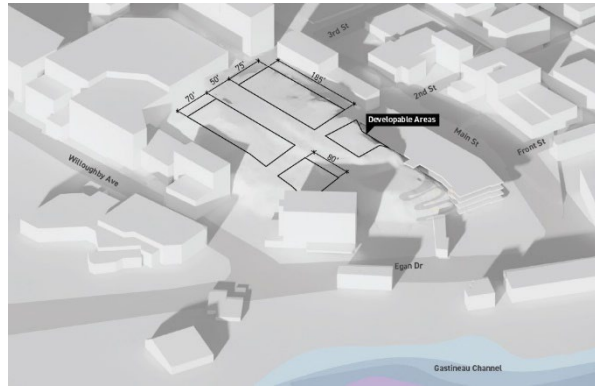 3rd St
185'
75'
50'
70'
2nd St
Developable Areas
Main St
Front St
80'
Willoughby Ave
Egan Dr
Gastineau Channel